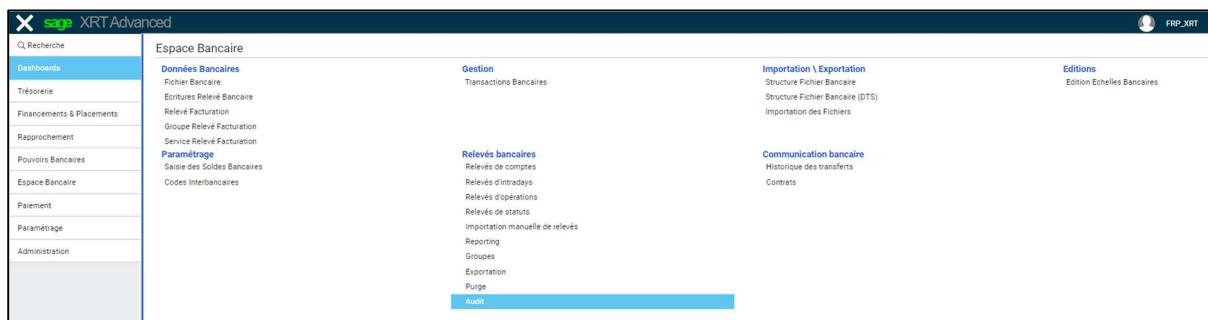 sage XRT Advanced
FRP_XRT
Recherche
Dashboards
Trésorerie
Financements & Placements
Rapprochement
Pouvoirs Bancaires
Espace Bancaire
Paiement
Paramétrage
Administration
Espace Bancaire
Données Bancaires
Fichier Bancaire
Ecritures Relevé Bancaire
Relevé Facturation
Groupe Relevé Facturation
Service Relevé Facturation
Paramétrage
Saisie des Soldes Bancaires
Codes Interbancaires
Gestion
Transactions Bancaires
Relevés bancaires
Relevés de comptes
Relevés d'intradays
Relevés d'opérations
Relevés de statuts
Importation manuelle de relevés
Reporting
Groupes
Exportation
Purge
Audit
Importation \ Exportation
Structure Fichier Bancaire
Structure Fichier Bancaire (DTS)
Importation des Fichiers
Communication bancaire
Historique des transferts
Contrats
Editions
Edition Echelles Bancaires